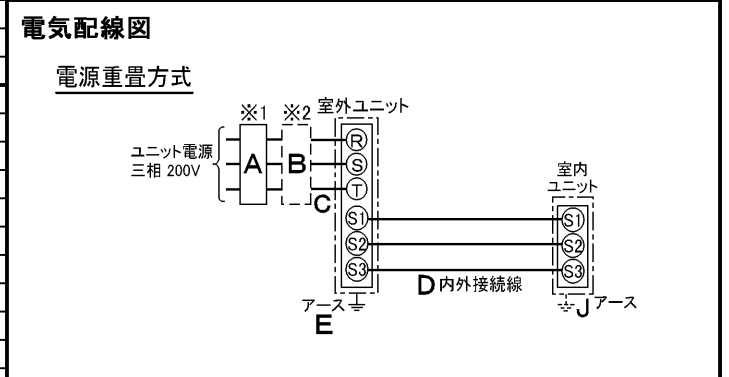 電気配線図
電源重畳方式
※1 ※2 室外ユニット
ユニット電源
三相 200V
A
B
C
R
S
T
S1
S2
S3
室内
ユニット
S1
S2
S3
D 内外接続線
アース
E
J アース